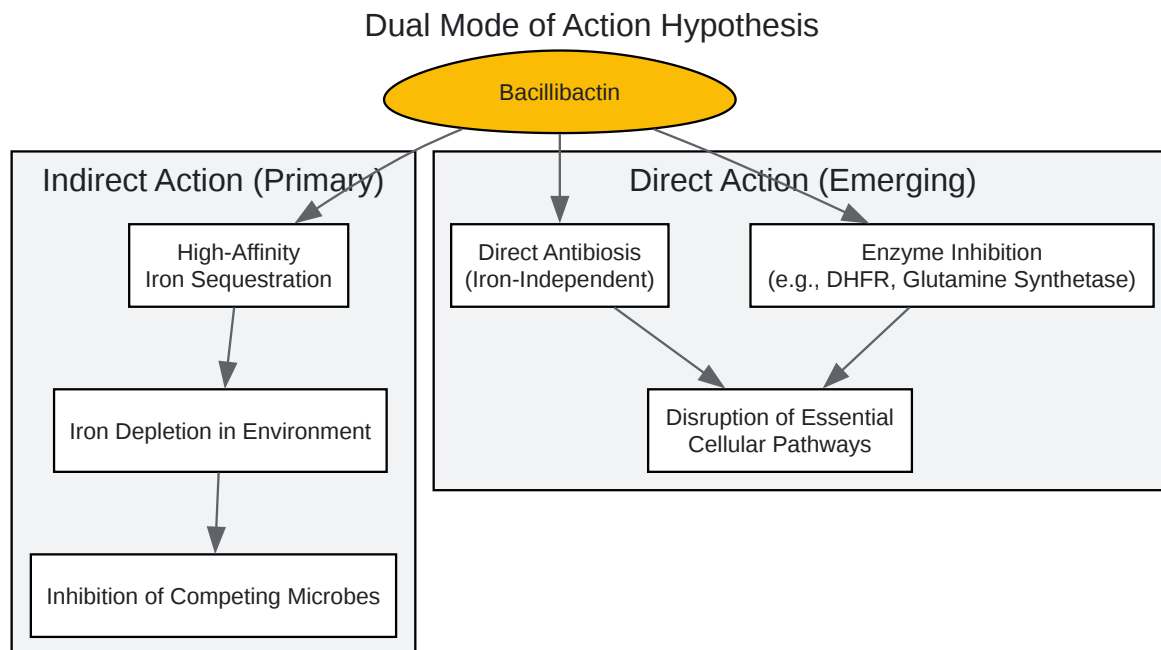 Dual Mode of Action Hypothesis
Bacillibactin
Indirect Action (Primary)
High-Affinity
Iron Sequestration
Iron Depletion in Environment
Inhibition of Competing Microbes
Direct Action (Emerging)
Direct Antibiosis
(Iron-Independent)
Enzyme Inhibition
(e.g., DHFR, Glutamine Synthetase)
Disruption of Essential
Cellular Pathways